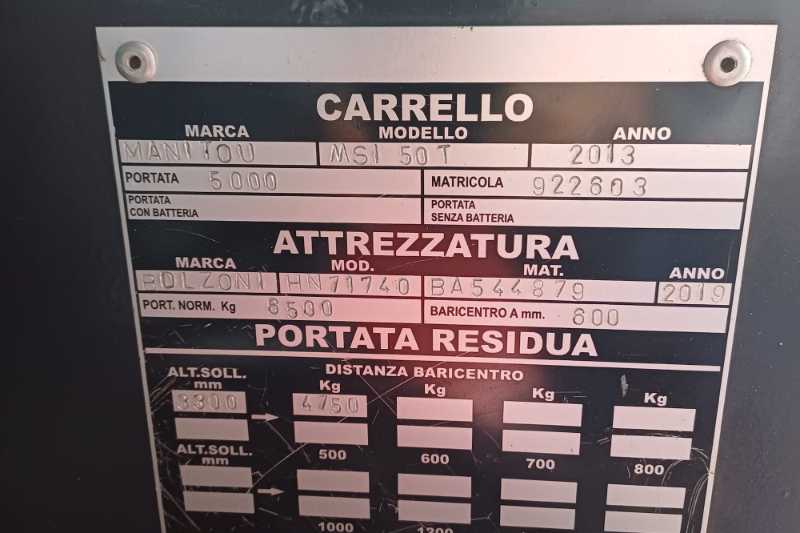 CARRELLO
MARCA MODELLO ANNO
MANITOU MSI 50T 2013
PORTATA 5000 MATRICOLA 922603
PORTATA CON BATTERIA PORTATA SENZA BATTERIA
ATTREZZATURA
MARCA MOD. MAT. ANNO
BOLZONI HN71740 BA544879 2019
PORT. NORM. Kg 6500 BARICENTRO A mm. 600
PORTATA RESIDUA
ALT.SOLL. mm DISTANZA BARICENTRO
Kg Kg Kg Kg
3300 4750
500 600 700 800
ALT.SOLL. mm
1000